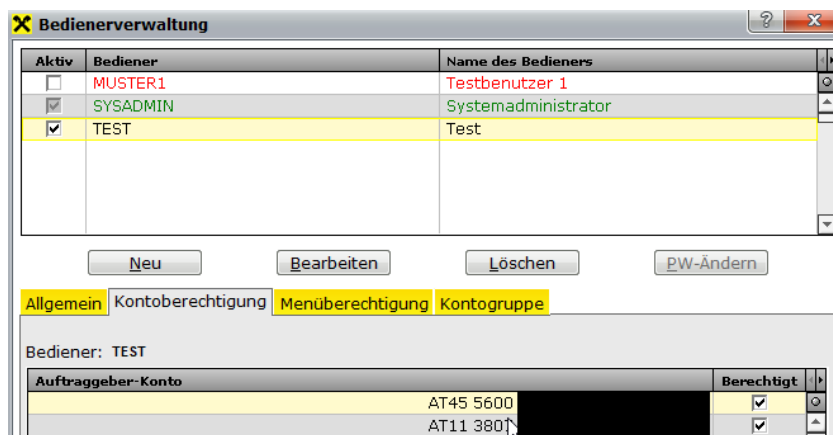 Bedienerverwaltung
Aktiv Bediener Name des Bedieners
MUSTER1 Testbenutzer 1
SYSADMIN Systemadministrator
TEST Test
Neu Bearbeiten Löschen PW-Ändern
Allgemein Kontoberechtigung Menüberechtigung Kontogruppe
Bediener: TEST
Auftraggeber-Konto Berechtigt
AT45 5600
AT11 3801